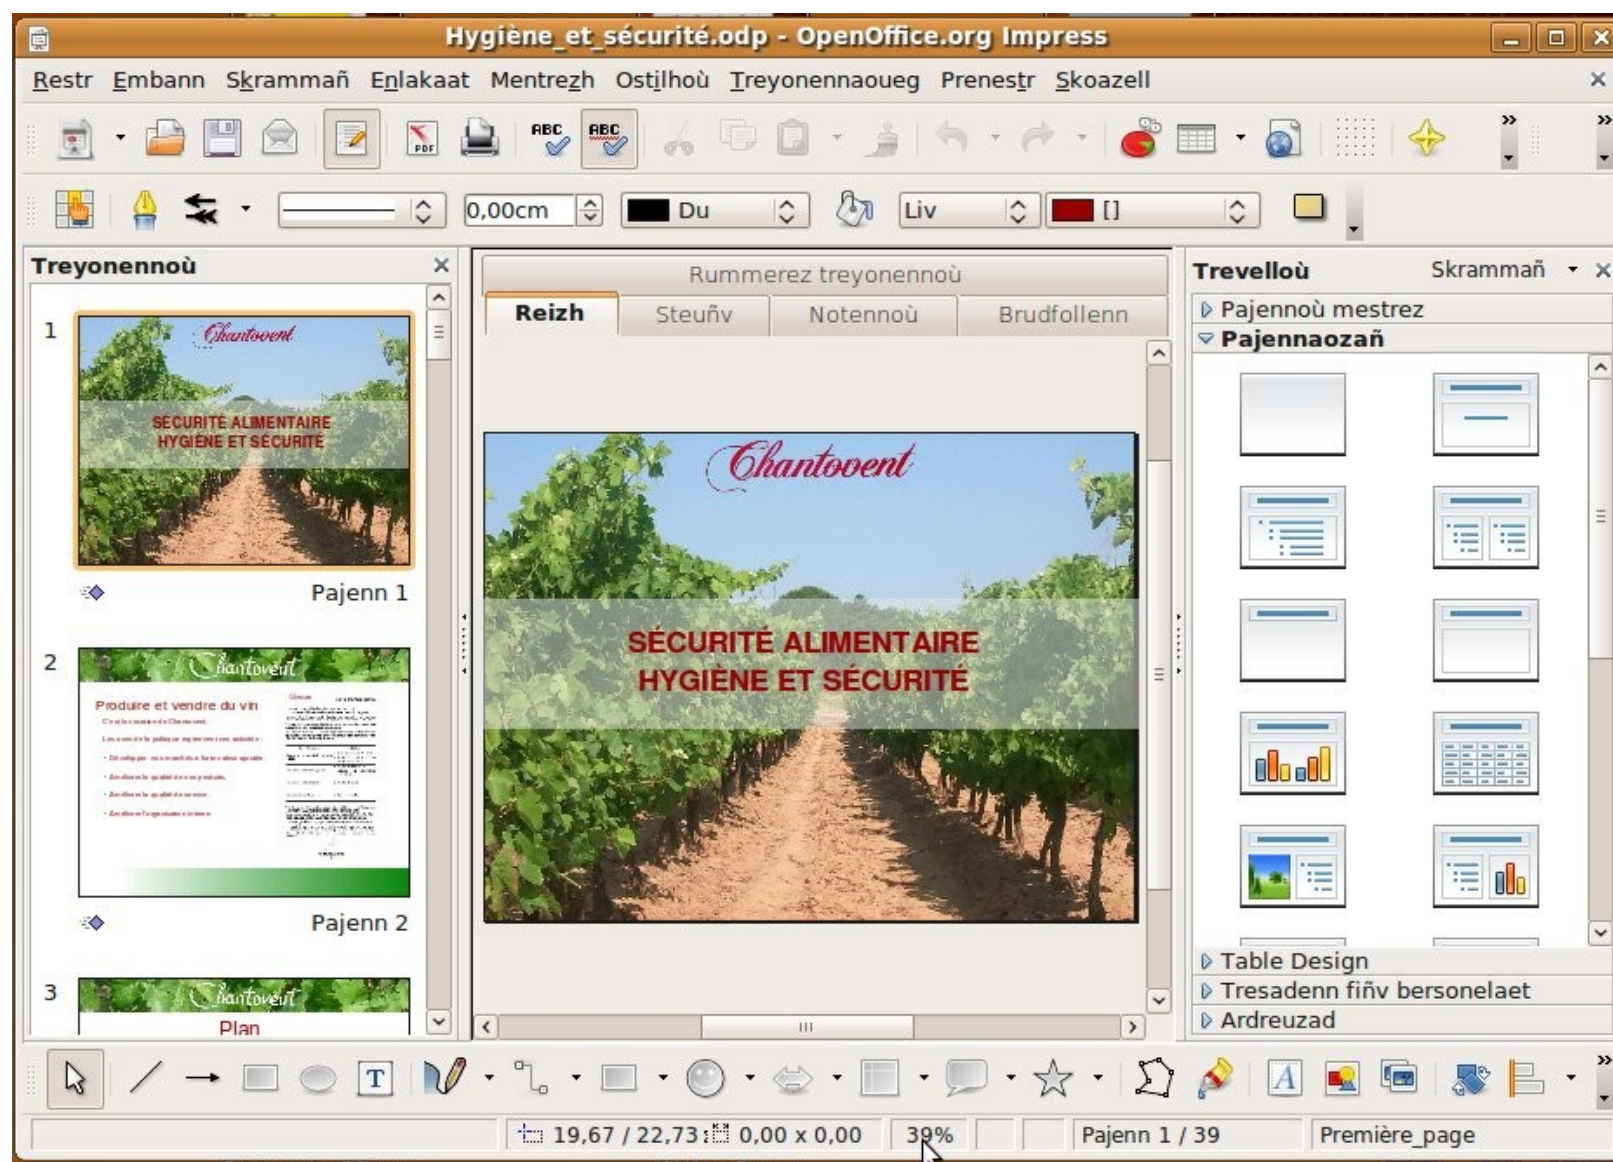 Hygiène_et_sécurité.odp - OpenOffice.org Impress
Restr Embann Skrammañ Enlakaat Mentrezh Ostilhoù Treyonennaoueg Prenestr Skoazell
PDF ABC ABC
0,00cm Du Liv []
Treyonennoù
1
Chantovent
SÉCURITÉ ALIMENTAIRE
HYGIÈNE ET SÉCURITÉ
Pajenn 1
2
Chantovent
Produire et vendre du vin
Pajenn 2
3
Chantovent
Plan
Rummerez treyonennoù
Reizh Steuñv Notennoù Brudfollenn
Chantovent
SÉCURITÉ ALIMENTAIRE
HYGIÈNE ET SÉCURITÉ
Trevelloù Skrammañ
Pajennoù mestrez
Pajennaozañ
Table Design
Tresadenn fiñv bersonelaet
Ardreuzad
T A
19,67 / 22,73 0,00 x 0,00 39% Pajenn 1 / 39 Première_page